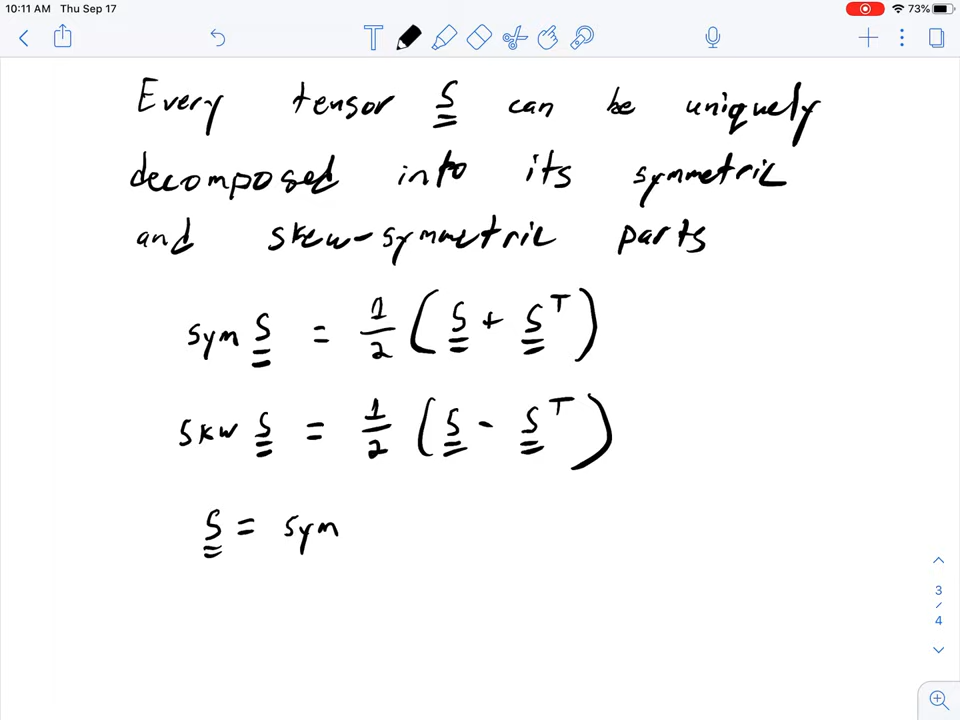 10:11 AM Thu Sep 17 73%
T
Every tensor S can be uniquely
decomposed into its symmetric
and skew-symmetric parts
sym S = 1/2 (S + S^T)
skw S = 1/2 (S - S^T)
S = sym
3
/
4